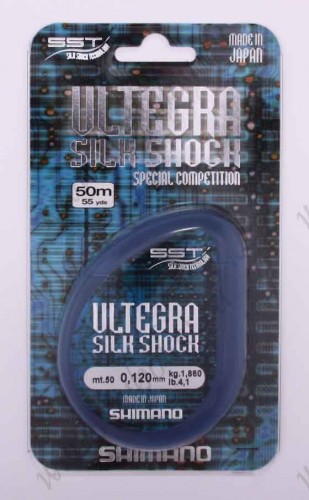 SST
SILK SHOCK TECHNOLOGY
MADE IN
JAPAN
ULTEGRA
SILK SHOCK
SPECIAL COMPETITION
50m
55 yds
SST
SILK SHOCK TECHNOLOGY
ULTEGRA
SILK SHOCK
mt.50 0,120mm kg.1,860
lb.4,1
MADE IN JAPAN
SHIMANO
SHIMANO